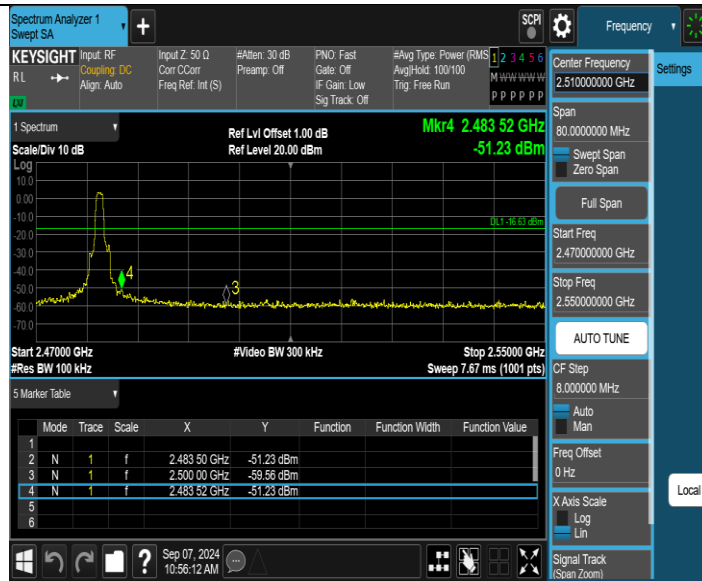 Spectrum Analyzer 1
Swept SA
+
SCPI
Frequency
KEYSIGHT
RL
LXI
Input: RF
Coupling: DC
Align: Auto
Input Z: 50 Ω
Corr CCorr
Freq Ref: Int (S)
#Atten: 30 dB
Preamp: Off
PNO: Fast
Gate: Off
IF Gain: Low
Sig Track: Off
#Avg Type: Power (RMS
Avg|Hold: 100/100
Trig: Free Run
1 2 3 4 5 6
M W W W W W
P P P P P P
1 Spectrum
Scale/Div 10 dB
Ref Lvl Offset 1.00 dB
Ref Level 20.00 dBm
Mkr4 2.483 52 GHz
-51.23 dBm
Log
10.0
0.00
-10.0
-20.0
-30.0
-40.0
-50.0
-60.0
-70.0
DL1 -16.63 dBm
4
3
Start 2.47000 GHz
#Res BW 100 kHz
#Video BW 300 kHz
Stop 2.55000 GHz
Sweep 7.67 ms (1001 pts)
5 Marker Table
Mode Trace Scale X Y Function Function Width Function Value
1
2 N 1 f 2.483 50 GHz -51.23 dBm
3 N 1 f 2.500 00 GHz -59.56 dBm
4 N 1 f 2.483 52 GHz -51.23 dBm
5
6
?
Sep 07, 2024
10:56:12 AM
Center Frequency
2.510000000 GHz
Span
80.0000000 MHz
Swept Span
Zero Span
Full Span
Start Freq
2.470000000 GHz
Stop Freq
2.550000000 GHz
AUTO TUNE
CF Step
8.000000 MHz
Auto
Man
Freq Offset
0 Hz
X Axis Scale
Log
Lin
Signal Track
(Span Zoom)
Settings
Local